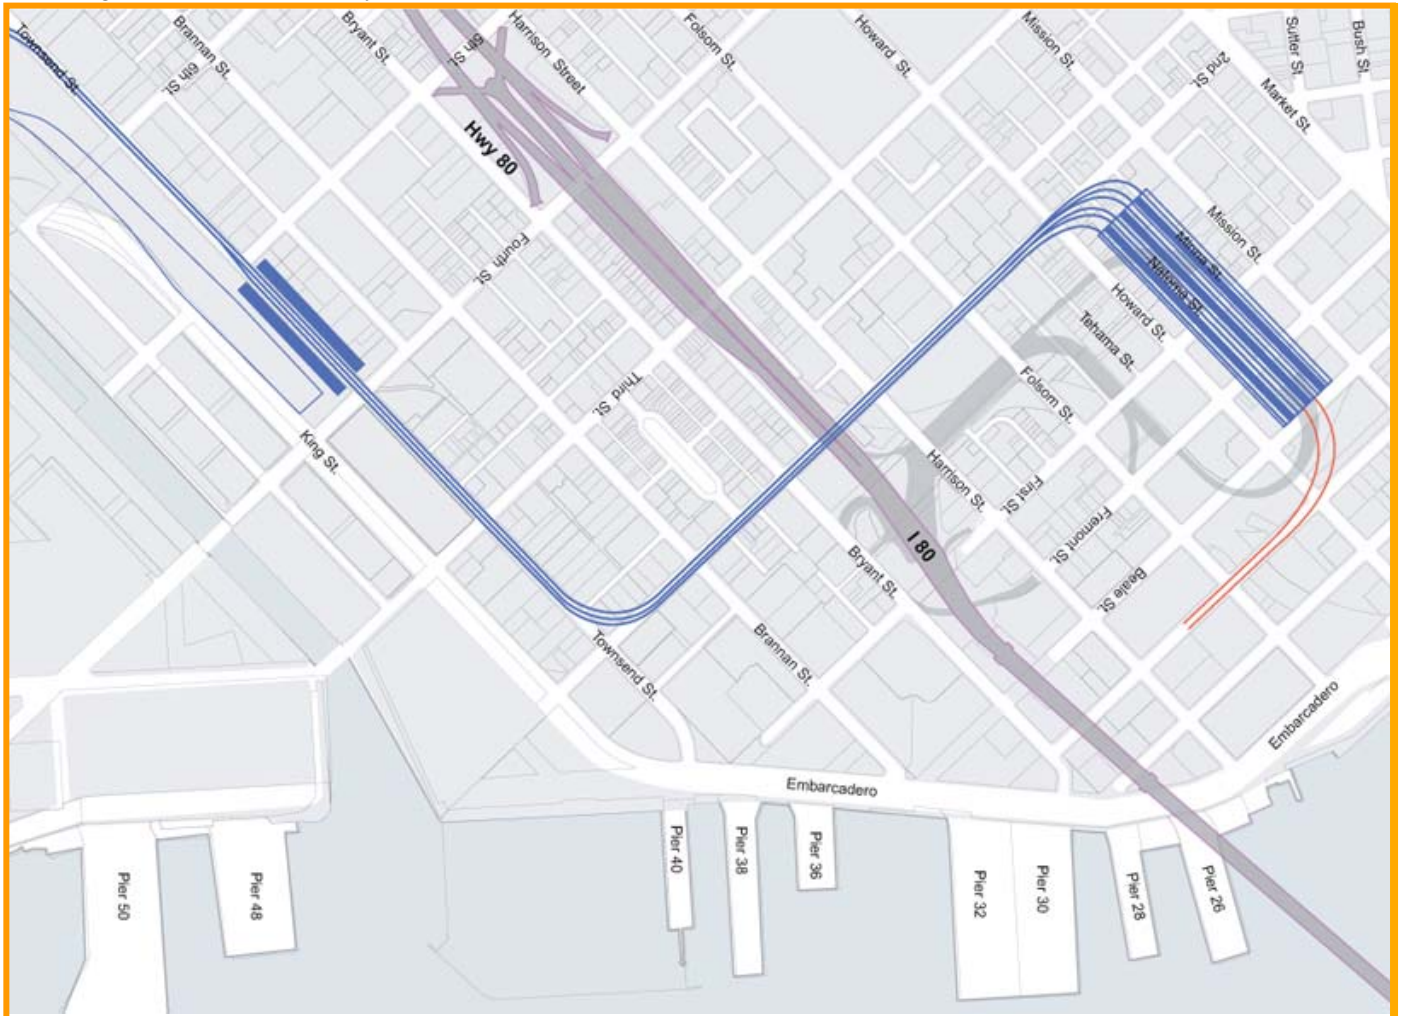 Townsend St.
Brannan St.
6th St.
Bryant St.
5th St.
Harrison Street
Folsom St.
Howard St.
Mission St.
2nd St.
Sutter St.
Bush St.
Market St.
Hwy 80
Fourth St.
Mission St.
Minna St.
Natoma St.
Howard St.
Tehama St.
Folsom St.
Third St.
King St.
Harrison St.
First St.
Fremont St.
Beale St.
I 80
Bryant St.
Brannan St.
Townsend St.
Embarcadero
Embarcadero
Pier 50
Pier 48
Pier 40
Pier 38
Pier 36
Pier 32
Pier 30
Pier 28
Pier 26